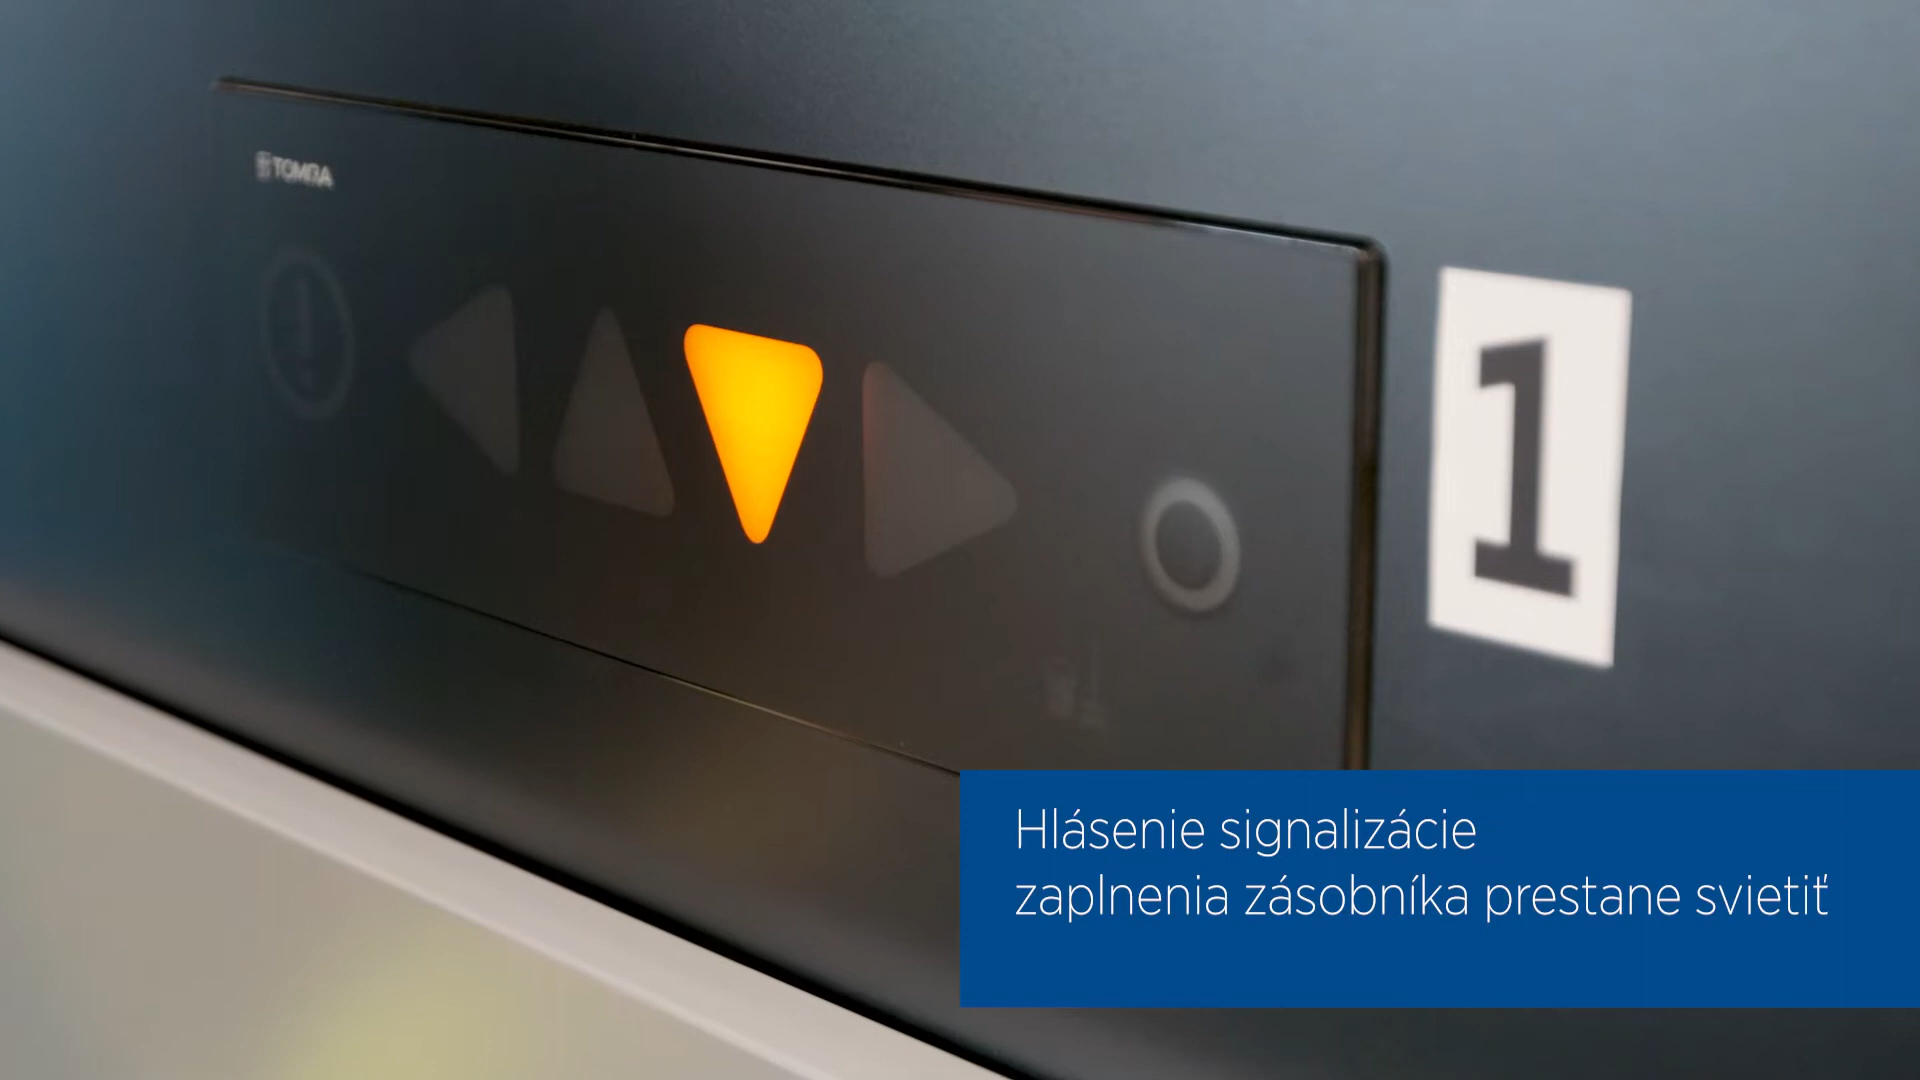 TOMRA
1
Hlásenie signalizácie
zaplnenia zásobníka prestane svietiť